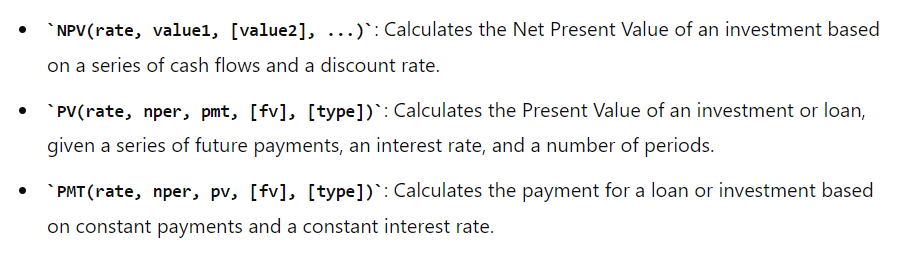 • `NPV(rate, value1, [value2], ...)`: Calculates the Net Present Value of an investment based
on a series of cash flows and a discount rate.
• `PV(rate, nper, pmt, [fv], [type])`: Calculates the Present Value of an investment or loan,
given a series of future payments, an interest rate, and a number of periods.
• `PMT(rate, nper, pv, [fv], [type])`: Calculates the payment for a loan or investment based
on constant payments and a constant interest rate.